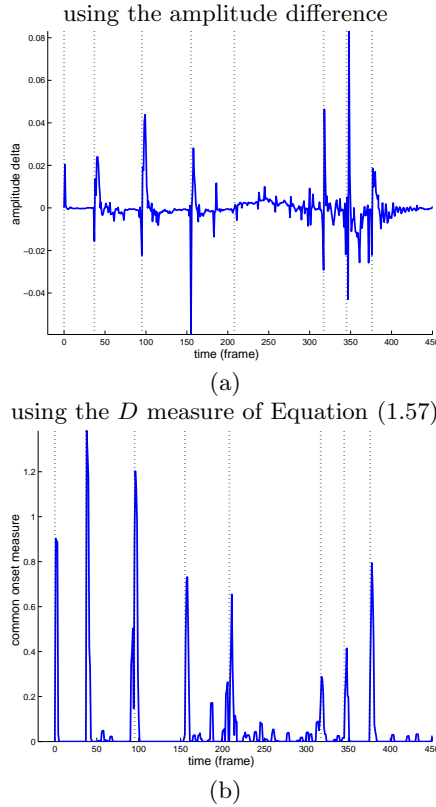 using the amplitude difference
0.08
0.06
0.04
0.02
0
−0.02
−0.04
amplitude delta
0 50 100 150 200 250 300 350 400 450
time (frame)
(a)
using the D measure of Equation (1.57)
1.2
1
0.8
0.6
0.4
0.2
0
common onset measure
0 50 100 150 200 250 300 350 400 450
time (frame)
(b)